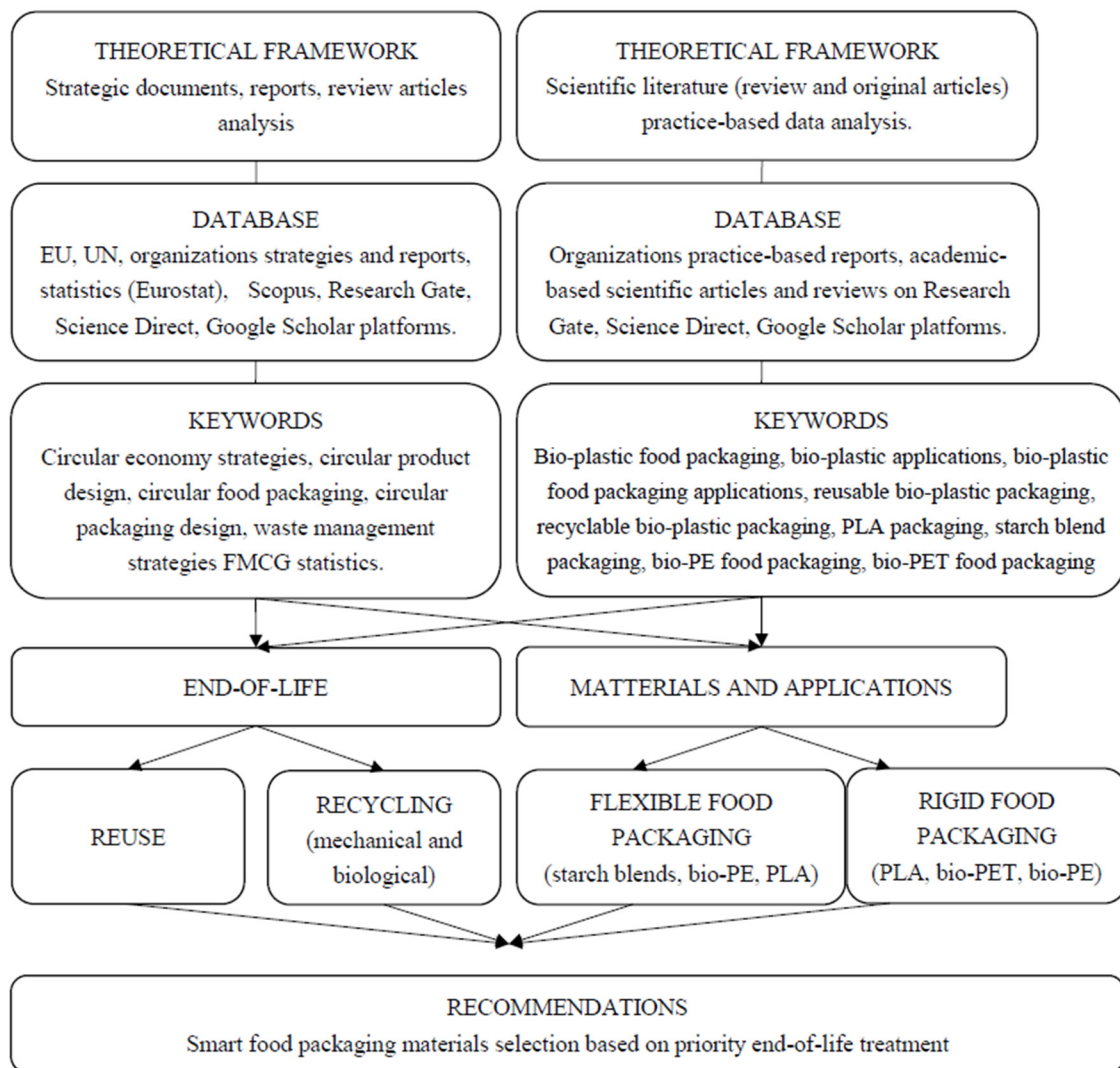 THEORETICAL FRAMEWORK
Strategic documents, reports, review articles
analysis
THEORETICAL FRAMEWORK
Scientific literature (review and original articles)
practice-based data analysis.
DATABASE
EU, UN, organizations strategies and reports,
statistics (Eurostat), Scopus, Research Gate,
Science Direct, Google Scholar platforms.
DATABASE
Organizations practice-based reports, academic-
based scientific articles and reviews on Research
Gate, Science Direct, Google Scholar platforms.
KEYWORDS
Circular economy strategies, circular product
design, circular food packaging, circular
packaging design, waste management
strategies FMCG statistics.
KEYWORDS
Bio-plastic food packaging, bio-plastic applications, bio-plastic
food packaging applications, reusable bio-plastic packaging,
recyclable bio-plastic packaging, PLA packaging, starch blend
packaging, bio-PE food packaging, bio-PET food packaging
END-OF-LIFE
MATTERIALS AND APPLICATIONS
REUSE
RECYCLING
(mechanical and
biological)
FLEXIBLE FOOD
PACKAGING
(starch blends, bio-PE, PLA)
RIGID FOOD
PACKAGING
(PLA, bio-PET, bio-PE)
RECOMMENDATIONS
Smart food packaging materials selection based on priority end-of-life treatment